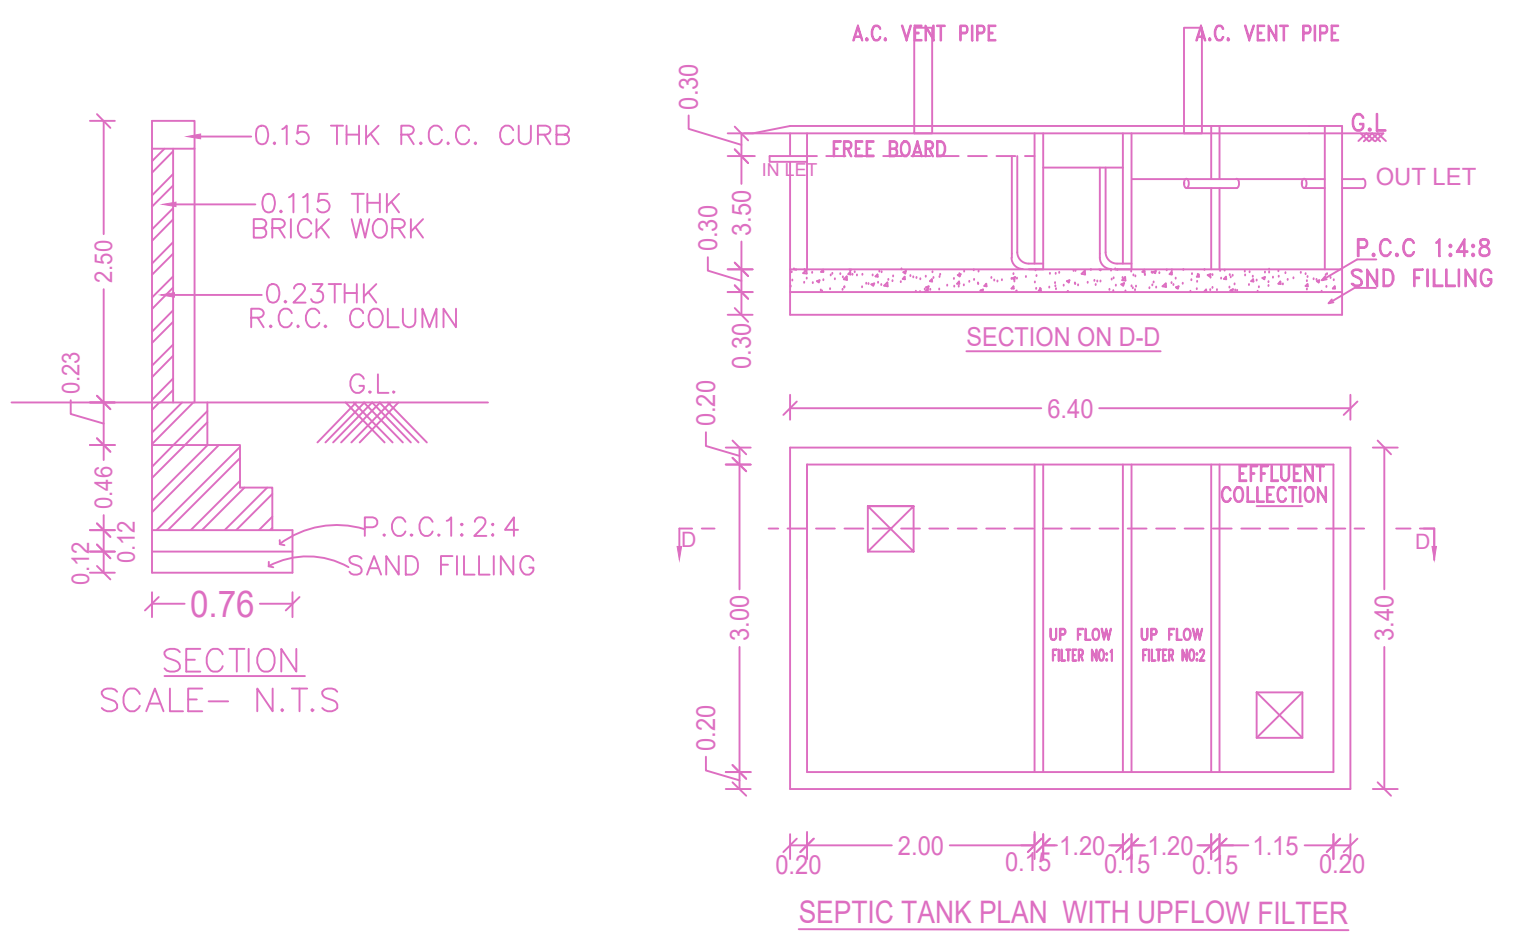 0.15 THK R.C.C. CURB
0.115 THK
BRICK WORK
2.50
0.23THK
R.C.C. COLUMN
0.23
G.L.
0.46
P.C.C.1:2:4
0.12
0.12
SAND FILLING
0.76
SECTION
SCALE- N.T.S
A.C. VENT PIPE
A.C. VENT PIPE
0.30
G.L
FREE BOARD
IN LET
OUT LET
3.50
0.30
P.C.C 1:4:8
SND FILLING
0.30
SECTION ON D-D
0.20
6.40
EFFLUENT
COLLECTION
D
D
3.00
3.40
UP FLOW
FILTER NO:1
UP FLOW
FILTER NO:2
0.20
2.00
1.20
1.20
1.15
0.20
0.15
0.15
0.15
0.20
SEPTIC TANK PLAN WITH UPFLOW FILTER